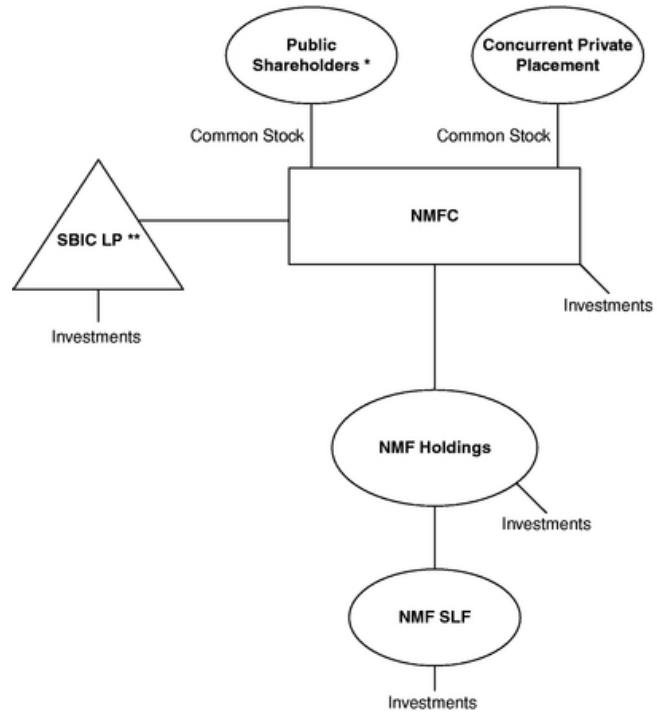 Public
Shareholders *
Concurrent Private
Placement
Common Stock
Common Stock
NMFC
SBIC LP **
Investments
Investments
NMF Holdings
Investments
NMF SLF
Investments